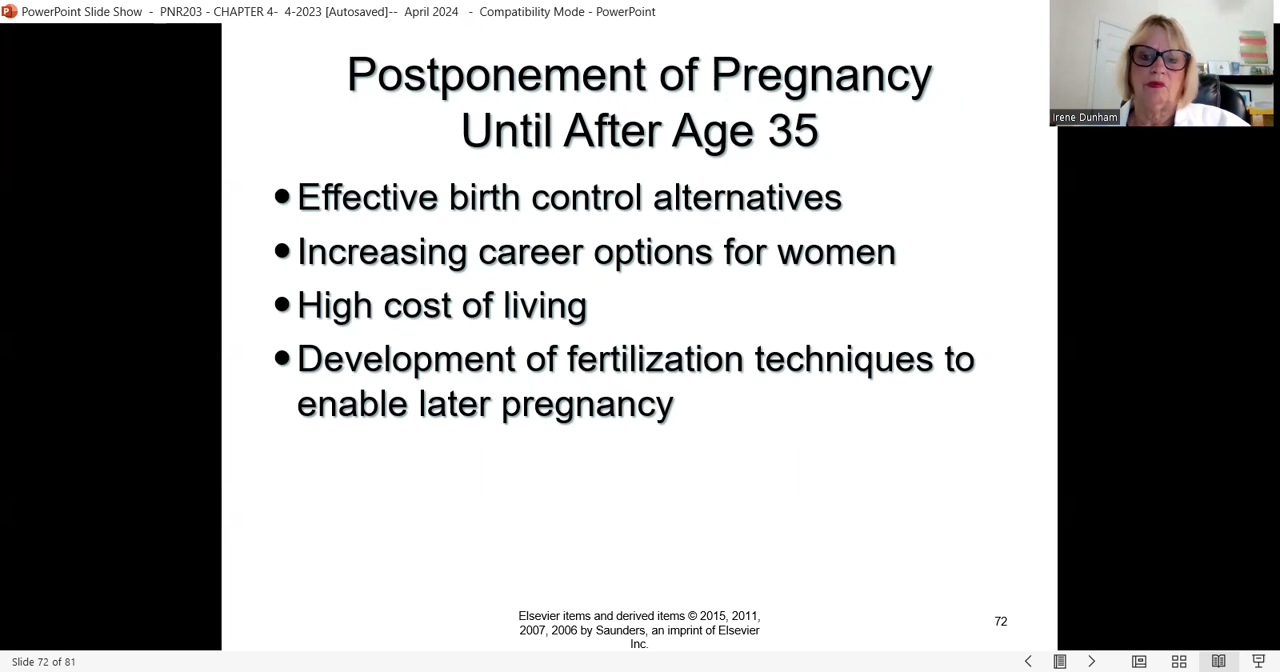 PowerPoint Slide Show - PNR203 - CHAPTER 4- 4-2023 [Autosaved]-- April 2024 - Compatibility Mode - PowerPoint
Postponement of Pregnancy
Until After Age 35
Irene Dunham
• Effective birth control alternatives
• Increasing career options for women
• High cost of living
• Development of fertilization techniques to
enable later pregnancy
Elsevier items and derived items © 2015, 2011,
2007, 2006 by Saunders, an imprint of Elsevier
Inc.
72
Slide 72 of 81